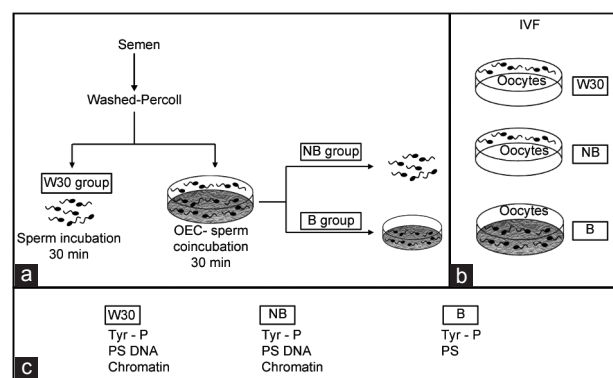 Semen
Washed-Percoll
W30 group
Sperm incubation
30 min
OEC- sperm
coincubation
30 min
NB group
B group
a
IVF
Oocytes
W30
Oocytes
NB
Oocytes
B
b
W30
Tyr - P
PS DNA
Chromatin
NB
Tyr - P
PS DNA
Chromatin
B
Tyr - P
PS
c